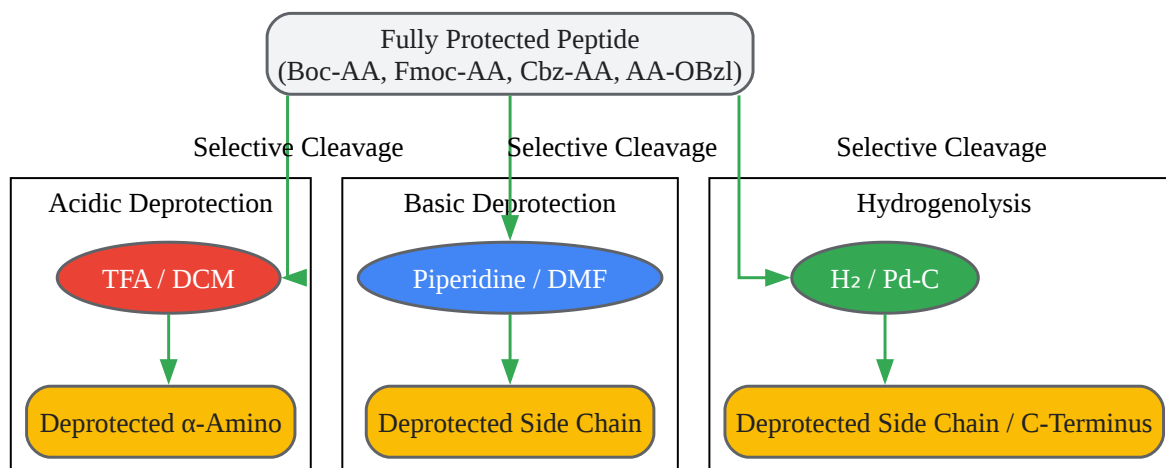 Fully Protected Peptide
(Boc-AA, Fmoc-AA, Cbz-AA, AA-OBzl)
Selective Cleavage
Selective Cleavage
Selective Cleavage
Acidic Deprotection
Basic Deprotection
Hydrogenolysis
TFA / DCM
Piperidine / DMF
H₂ / Pd-C
Deprotected α-Amino
Deprotected Side Chain
Deprotected Side Chain / C-Terminus